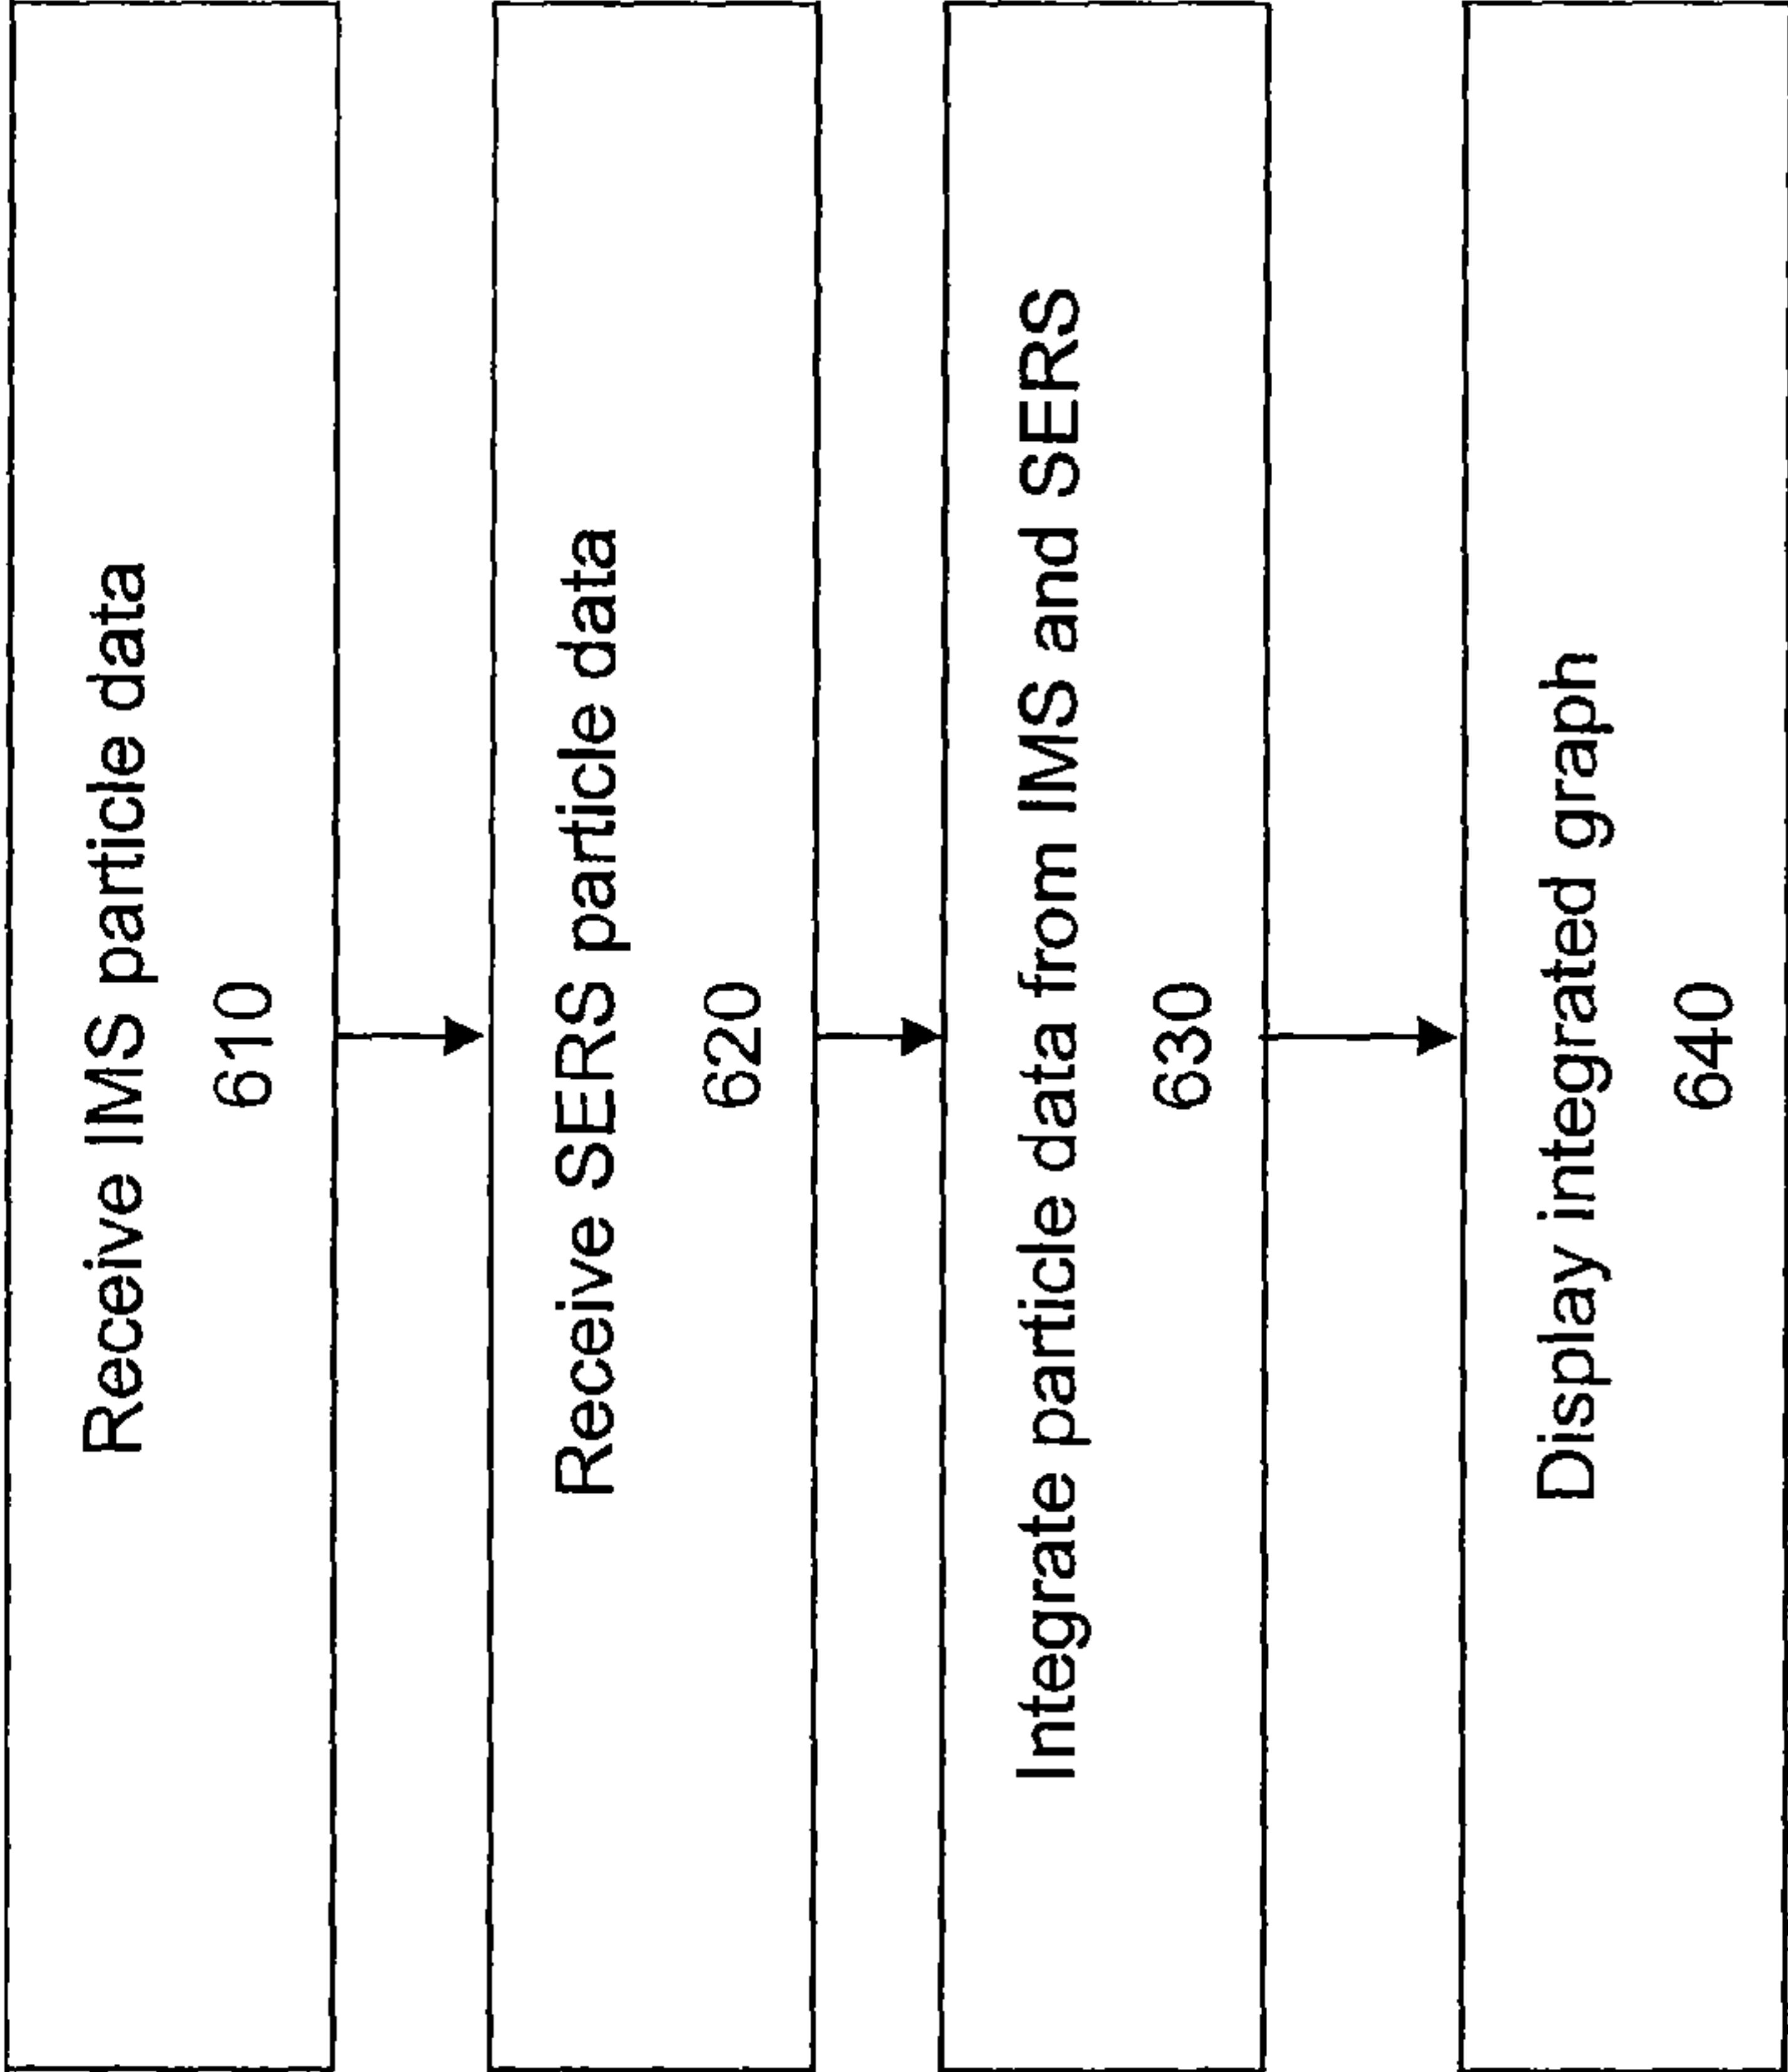 Receive IMS particle data
610
Receive SERS particle data
620
Integrate particle data from IMS and SERS
630
Display integrated graph
640